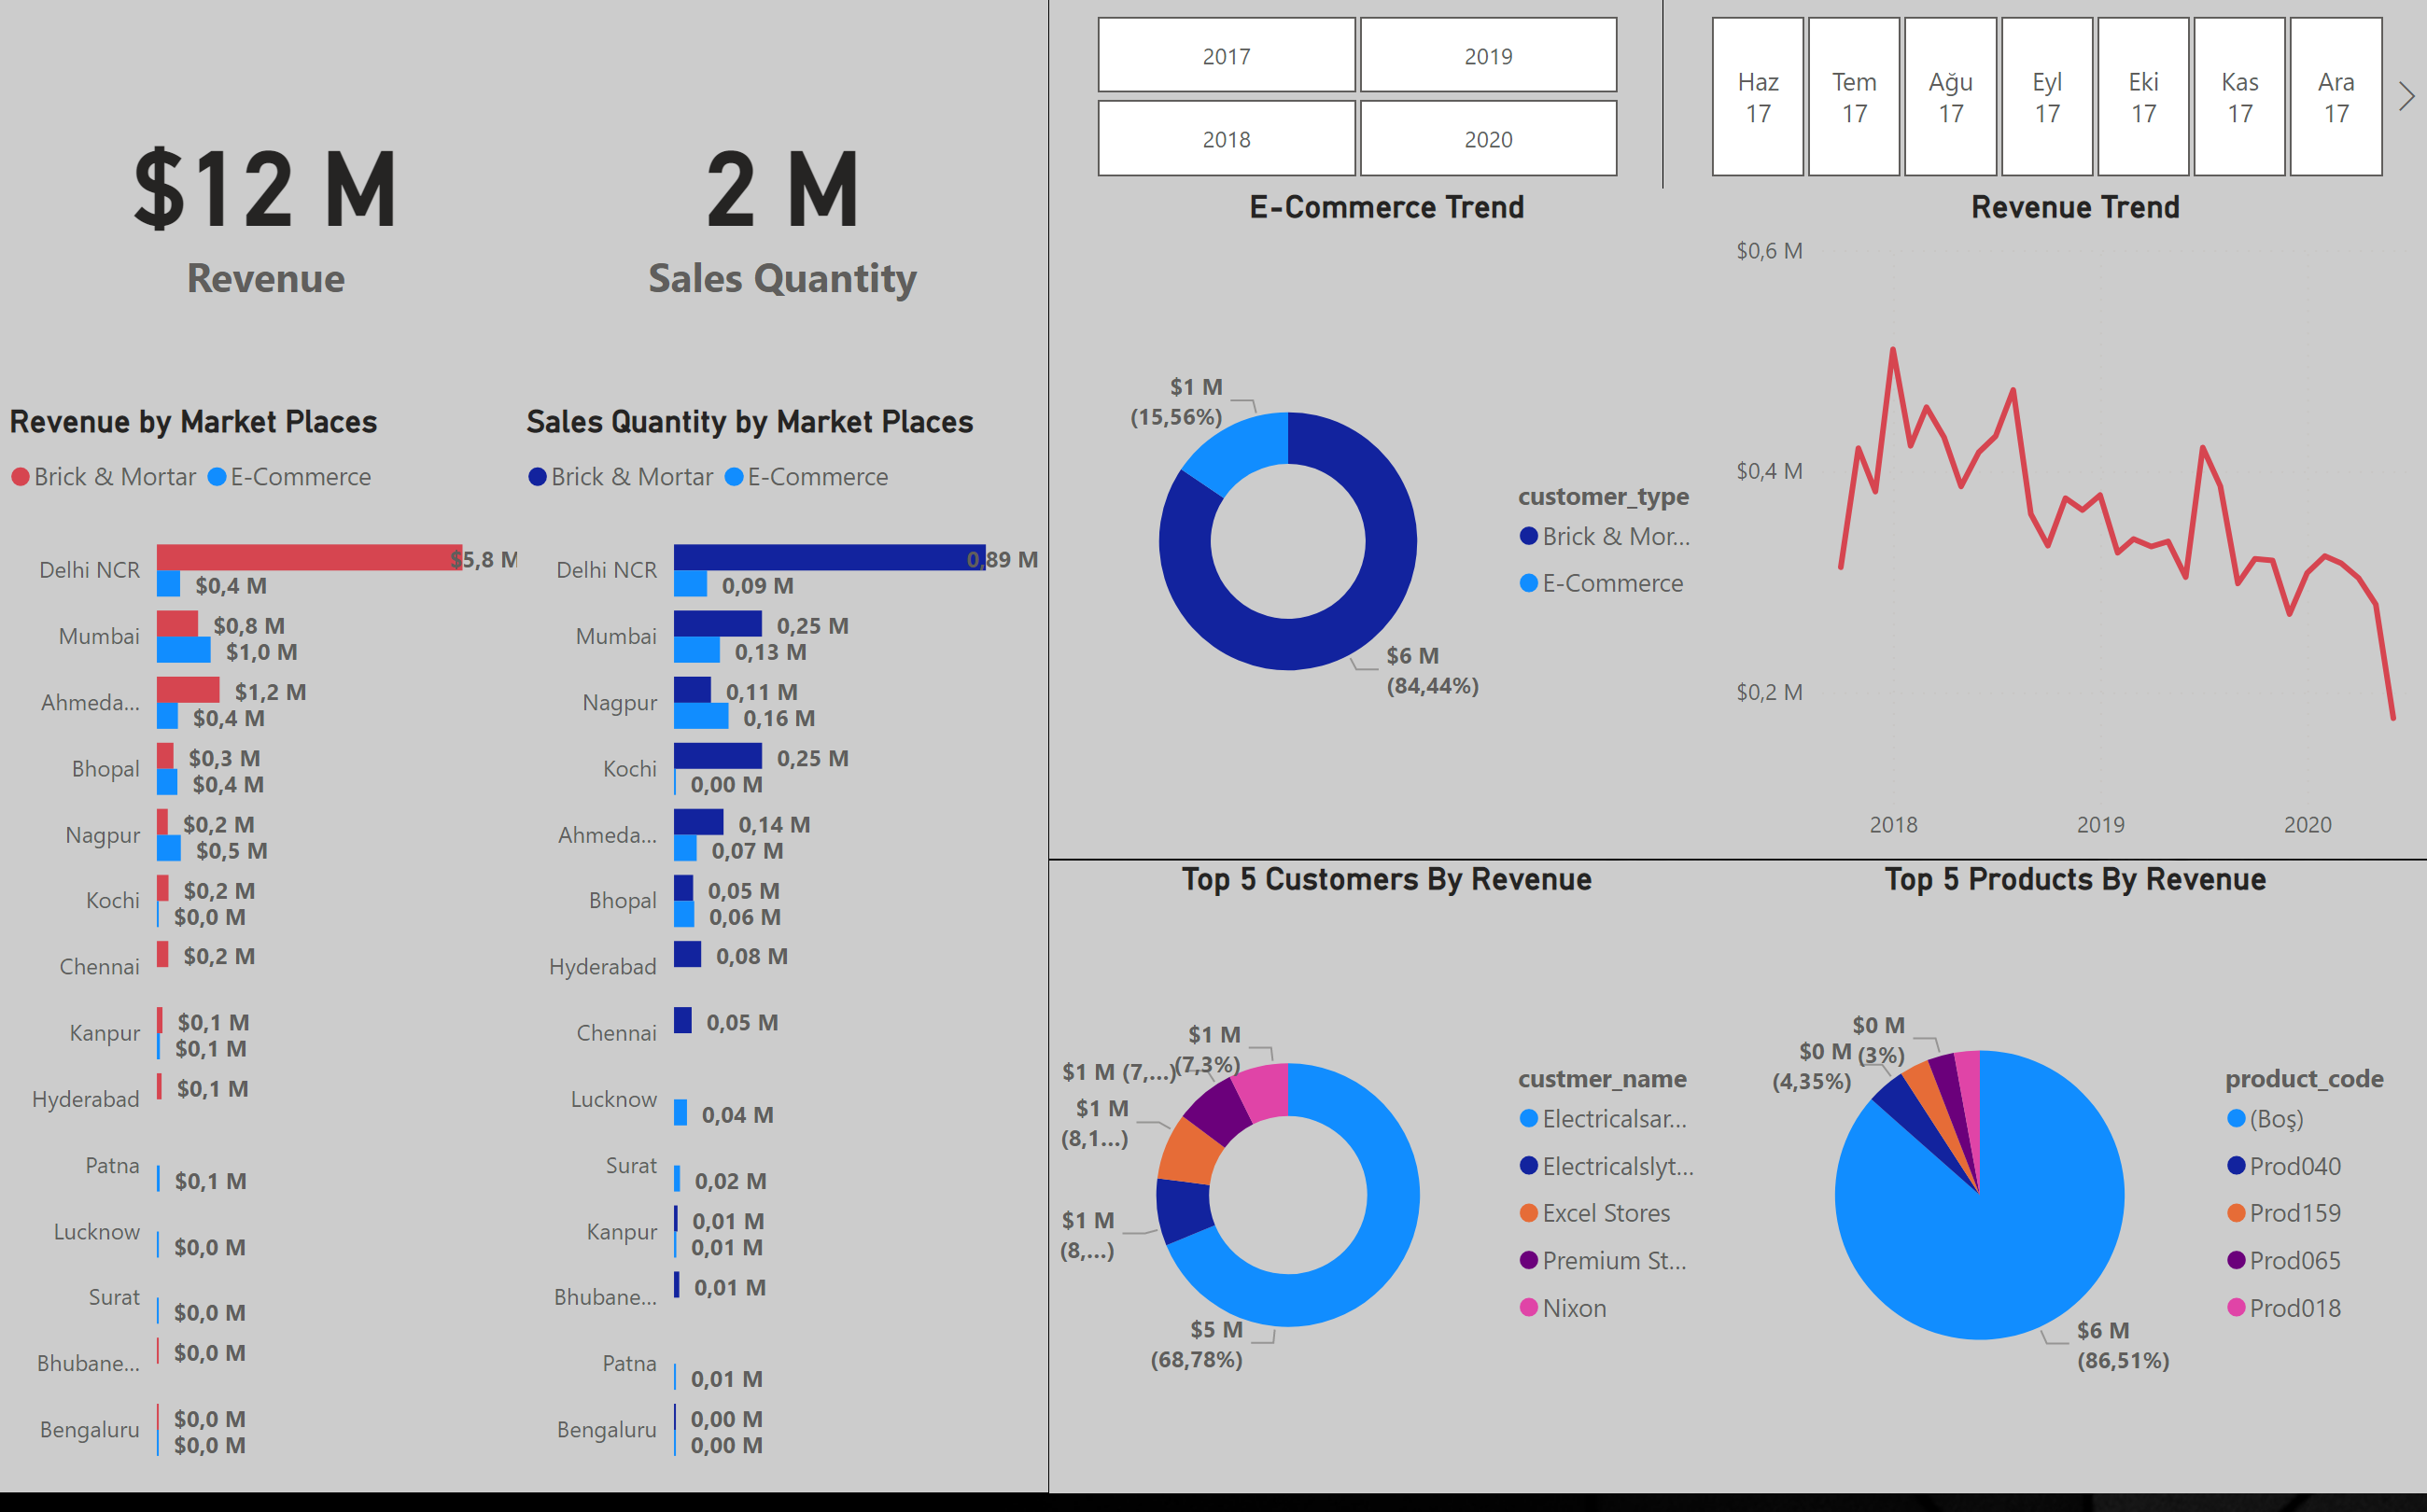 $12 M
Revenue
2 M
Sales Quantity
Revenue by Market Places
Brick & Mortar E-Commerce
Delhi NCR
$5,8 M
$0,4 M
Mumbai
$0,8 M
$1,0 M
Ahmeda...
$1,2 M
$0,4 M
Bhopal
$0,3 M
$0,4 M
Nagpur
$0,2 M
$0,5 M
Kochi
$0,2 M
$0,0 M
Chennai
$0,2 M
Kanpur
$0,1 M
$0,1 M
Hyderabad
$0,1 M
Patna
$0,1 M
Lucknow
$0,0 M
Surat
$0,0 M
Bhubane...
$0,0 M
Bengaluru
$0,0 M
$0,0 M
Sales Quantity by Market Places
Brick & Mortar E-Commerce
Delhi NCR
0,89 M
0,09 M
Mumbai
0,25 M
0,13 M
Nagpur
0,11 M
0,16 M
Kochi
0,25 M
0,00 M
Ahmeda...
0,14 M
0,07 M
Bhopal
0,05 M
0,06 M
Hyderabad
0,08 M
Chennai
0,05 M
Lucknow
0,04 M
Surat
0,02 M
Kanpur
0,01 M
0,01 M
Bhubane...
0,01 M
Patna
0,01 M
Bengaluru
0,00 M
0,00 M
2017
2019
2018
2020
Haz
17
Tem
17
Ağu
17
Eyl
17
Eki
17
Kas
17
Ara
17
E-Commerce Trend
$1 M
(15,56%)
$6 M
(84,44%)
customer_type
Brick & Mor...
E-Commerce
Revenue Trend
$0,6 M
$0,4 M
$0,2 M
2018
2019
2020
Top 5 Customers By Revenue
$1 M
(7,3%)
$1 M (7,...)
$1 M
(8,1...)
$1 M
(8,...)
$5 M
(68,78%)
custmer_name
Electricalsar...
Electricalslyt...
Excel Stores
Premium St...
Nixon
Top 5 Products By Revenue
$0 M
(3%)
$0 M
(4,35%)
$6 M
(86,51%)
product_code
(Boş)
Prod040
Prod159
Prod065
Prod018